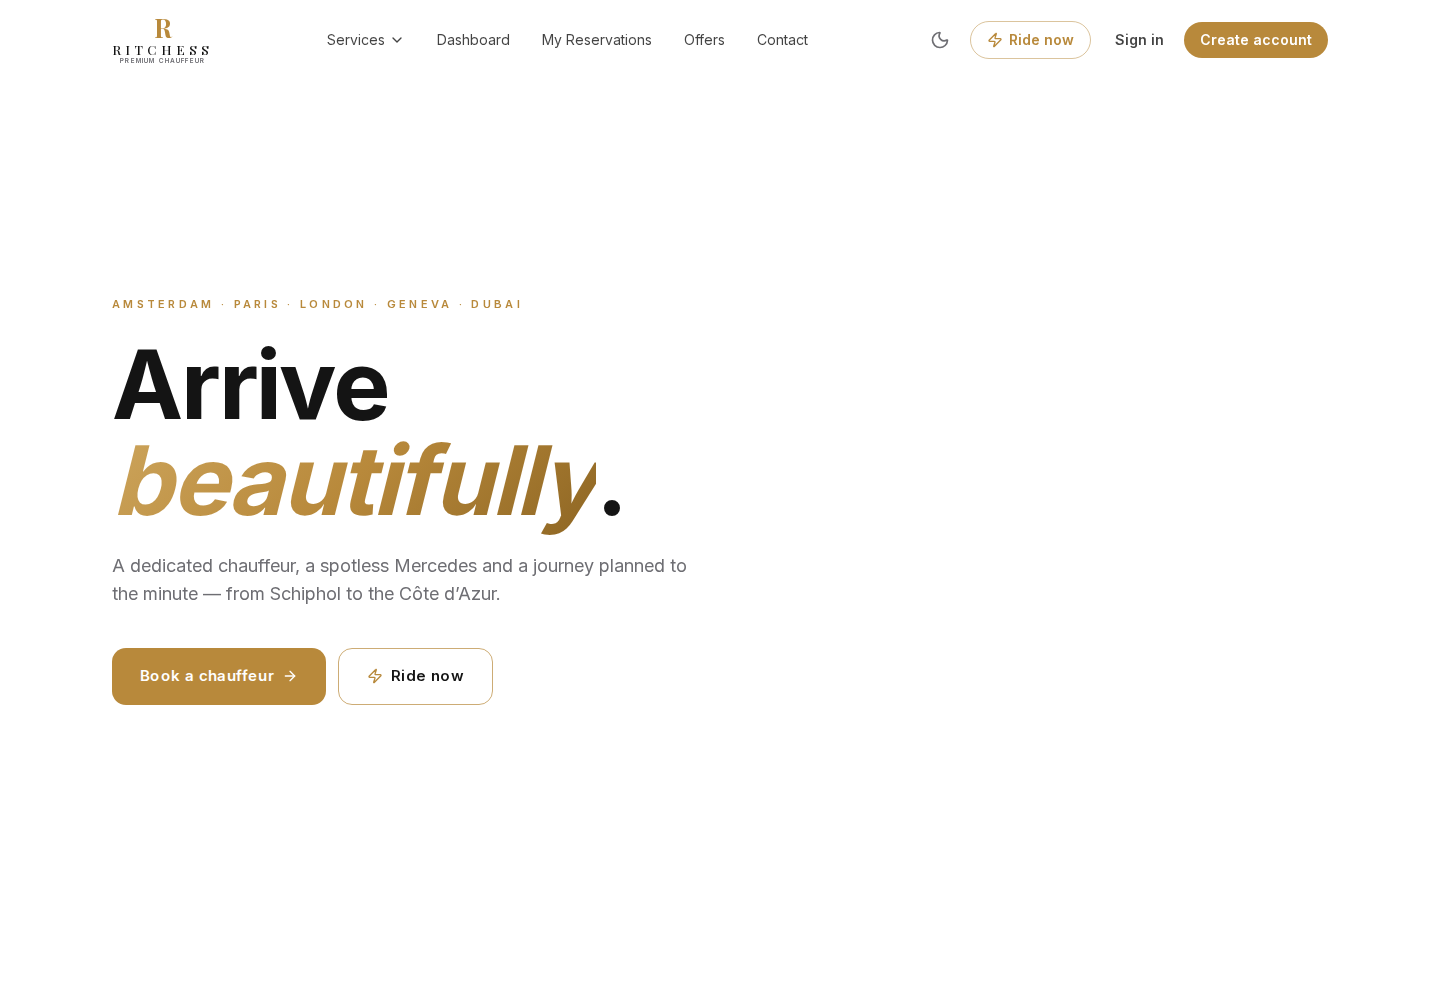 R
RITCHESS
PREMIUM CHAUFFEUR
Services
Dashboard
My Reservations
Offers
Contact
Ride now
Sign in
Create account
AMSTERDAM · PARIS · LONDON · GENEVA · DUBAI
Arrive
beautifully.
A dedicated chauffeur, a spotless Mercedes and a journey planned to
the minute — from Schiphol to the Côte d’Azur.
Book a chauffeur →
Ride now